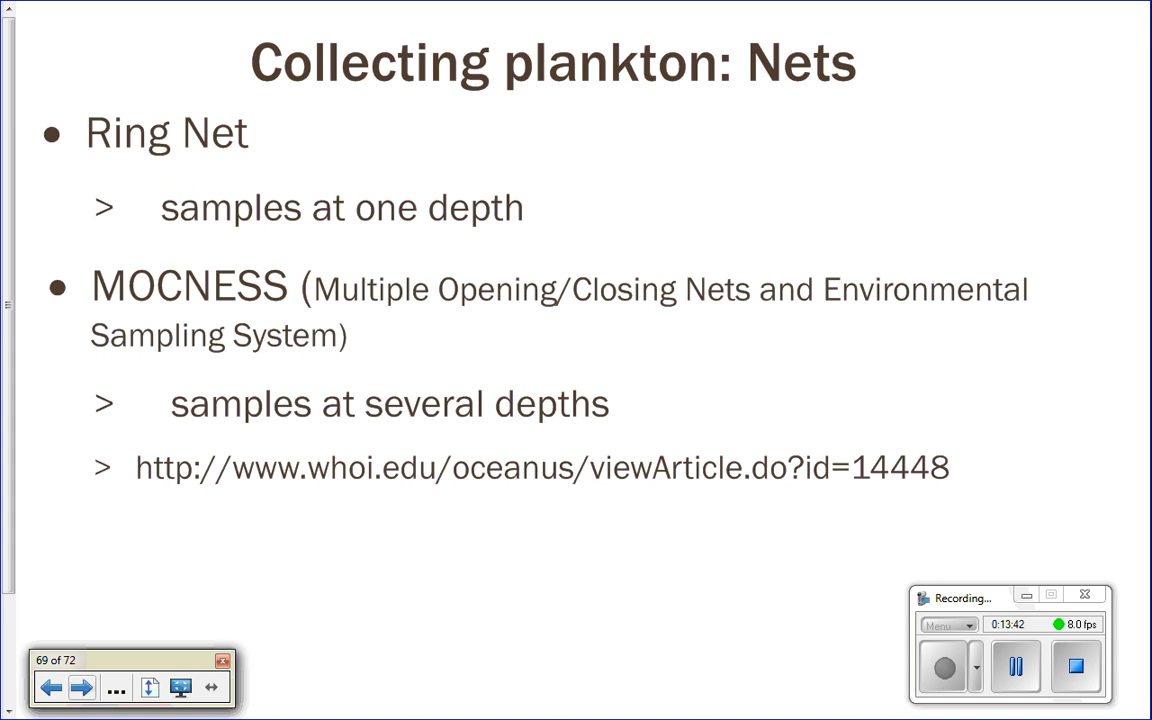 Collecting plankton: Nets
• Ring Net
> samples at one depth
• MOCNESS (Multiple Opening/Closing Nets and Environmental
Sampling System)
> samples at several depths
> http://www.whoi.edu/oceanus/viewArticle.do?id=14448
Recording...
Menu
0:13:42
8.0 fps
69 of 72
...